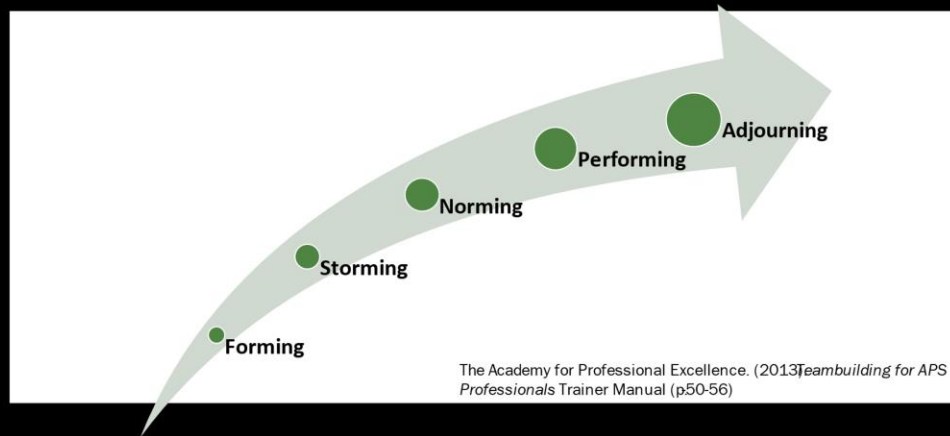 Adjourning
Performing
Norming
Storming
Forming
The Academy for Professional Excellence. (2013)Teambuilding for APS
Professionals Trainer Manual (p50-56)